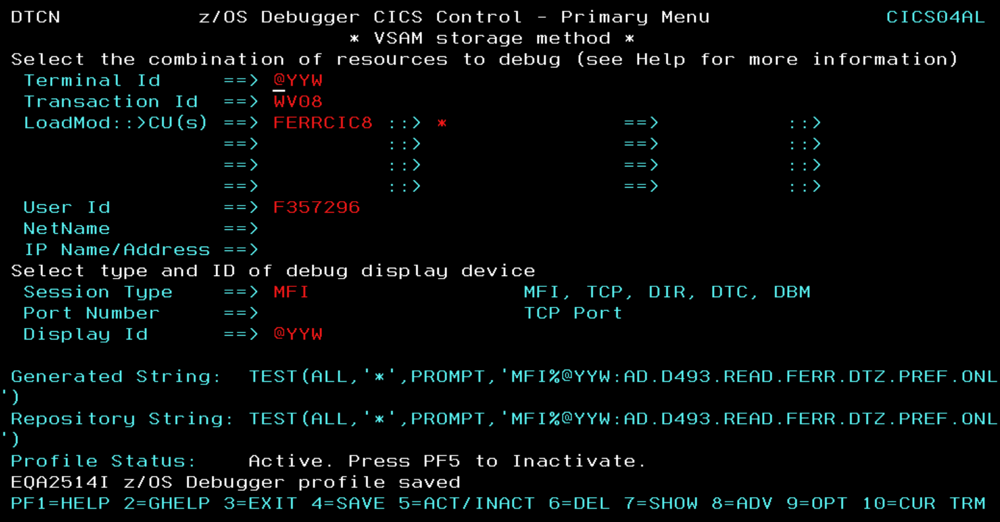 DTCN z/OS Debugger CICS Control - Primary Menu CICS04AL
* VSAM storage method *
Select the combination of resources to debug (see Help for more information)
Terminal Id ==> @YYW
Transaction Id ==> WV08
LoadMod::>CU(s) ==> FERRCIC8 ::> * ==> ::>
==> ::> ==> ::>
==> ::> ==> ::>
==> ::> ==> ::>
User Id ==> F357296
NetName ==>
IP Name/Address ==>
Select type and ID of debug display device
Session Type ==> MFI MFI, TCP, DIR, DTC, DBM
Port Number ==> TCP Port
Display Id ==> @YYW
Generated String: TEST(ALL,'*',PROMPT,'MFI%@YYW:AD.D493.READ.FERR.DTZ.PREF.ONL
')
Repository String: TEST(ALL,'*',PROMPT,'MFI%@YYW:AD.D493.READ.FERR.DTZ.PREF.ONL
')
Profile Status: Active. Press PF5 to Inactivate.
EQA2514I z/OS Debugger profile saved
PF1=HELP 2=GHELP 3=EXIT 4=SAVE 5=ACT/INACT 6=DEL 7=SHOW 8=ADV 9=OPT 10=CUR TRM